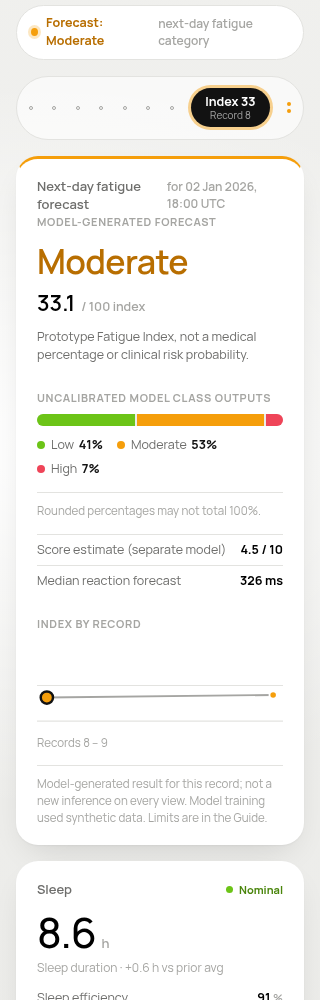 Forecast: Moderate
next-day fatigue category
Index 33
Record 8
Next-day fatigue forecast
for 02 Jan 2026, 18:00 UTC
MODEL-GENERATED FORECAST
Moderate
33.1 / 100 index
Prototype Fatigue Index, not a medical
percentage or clinical risk probability.
UNCALIBRATED MODEL CLASS OUTPUTS
Low 41% Moderate 53%
High 7%
Rounded percentages may not total 100%.
Score estimate (separate model) 4.5 / 10
Median reaction forecast 326 ms
INDEX BY RECORD
Records 8 – 9
Model-generated result for this record; not a
new inference on every view. Model training
used synthetic data. Limits are in the Guide.
Sleep Nominal
8.6 h
Sleep duration · +0.6 h vs prior avg
Sleep efficiency 91 %